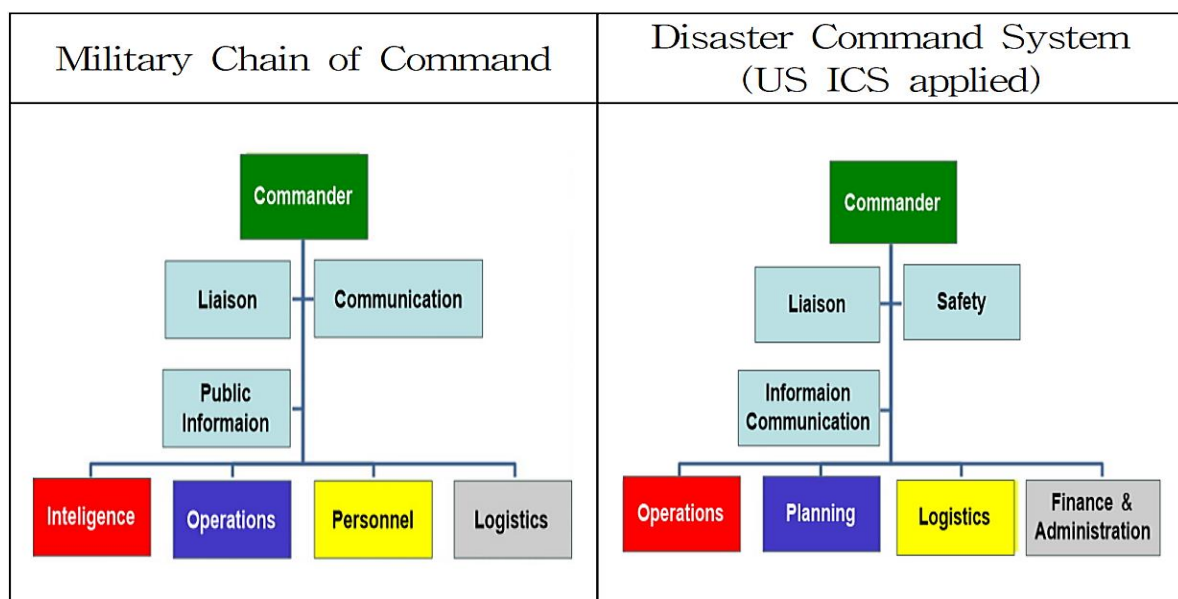 Military Chain of Command
Disaster Command System
(US ICS applied)
Commander
Liaison
Communication
Public
Informaion
Inteligence
Operations
Personnel
Logistics
Commander
Liaison
Safety
Informaion
Communication
Operations
Planning
Logistics
Finance &
Administration